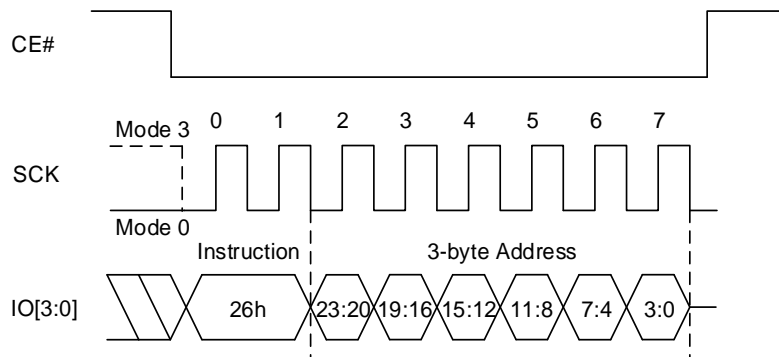 CE#
0 1 2 3 4 5 6 7
Mode 3
SCK
Mode 0
Instruction 3-byte Address
IO[3:0] 26h 23:20 19:16 15:12 11:8 7:4 3:0